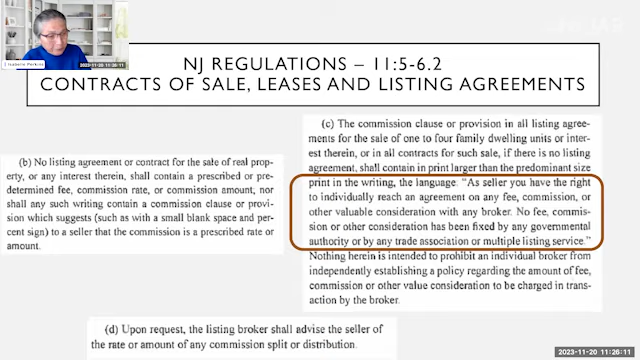 Isabelle Perkins
2023-11-20 11:26:11
NJ REGULATIONS – 11:5-6.2
CONTRACTS OF SALE, LEASES AND LISTING AGREEMENTS
(b) No listing agreement or contract for the sale of real prop-
erty, or any interest therein, shall contain a prescribed or pre-
determined fee, commission rate, or commission amount, nor
shall any such writing contain a commission clause or provi-
sion which suggests (such as with a small blank space and per-
cent sign) to a seller that the commission is a prescribed rate or
amount.
(c) The commission clause or provision in all listing agree-
ments for the sale of one to four family dwelling units or inter-
est therein, or in all contracts for such sale, if there is no listing
agreement, shall contain in print larger than the predominant size
print in the writing, the language: “As seller you have the right
to individually reach an agreement on any fee, commission, or
other valuable consideration with any broker. No fee, commis-
sion or other consideration has been fixed by any governmental
authority or by any trade association or multiple listing service.”
Nothing herein is intended to prohibit an individual broker from
independently establishing a policy regarding the amount of fee,
commission or other value consideration to be charged in trans-
action by the broker.
(d) Upon request, the listing broker shall advise the seller of
the rate or amount of any commission split or distribution.
2023-11-20 11:26:11